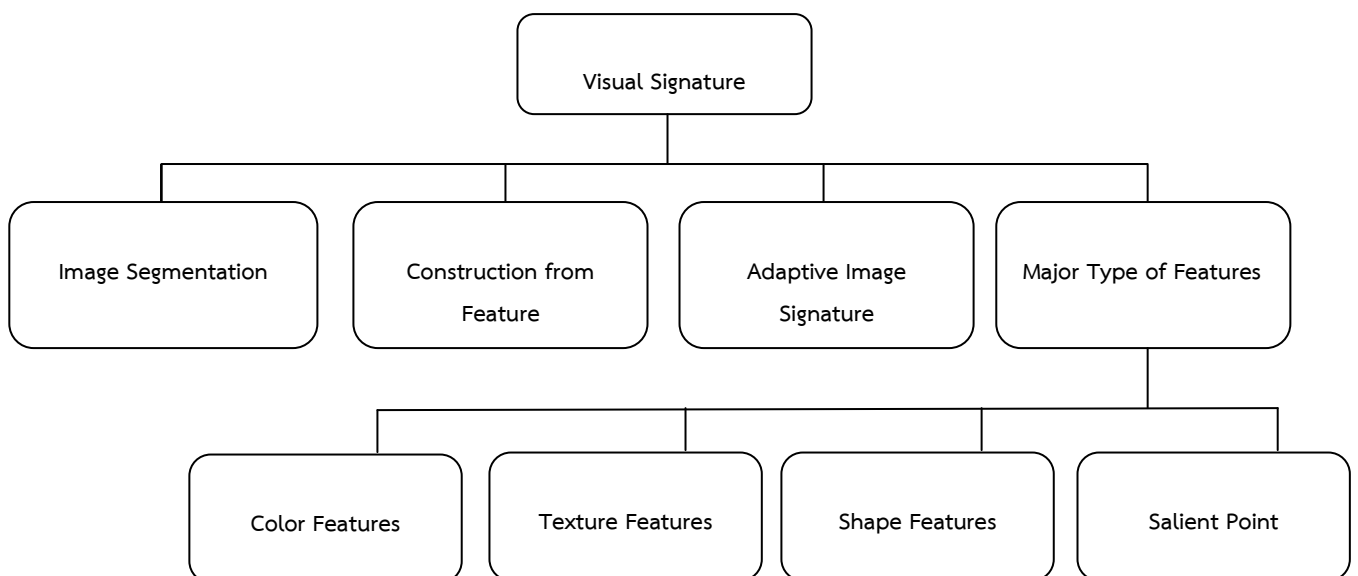 Visual Signature
Image Segmentation
Construction from
Feature
Adaptive Image
Signature
Major Type of Features
Color Features
Texture Features
Shape Features
Salient Point